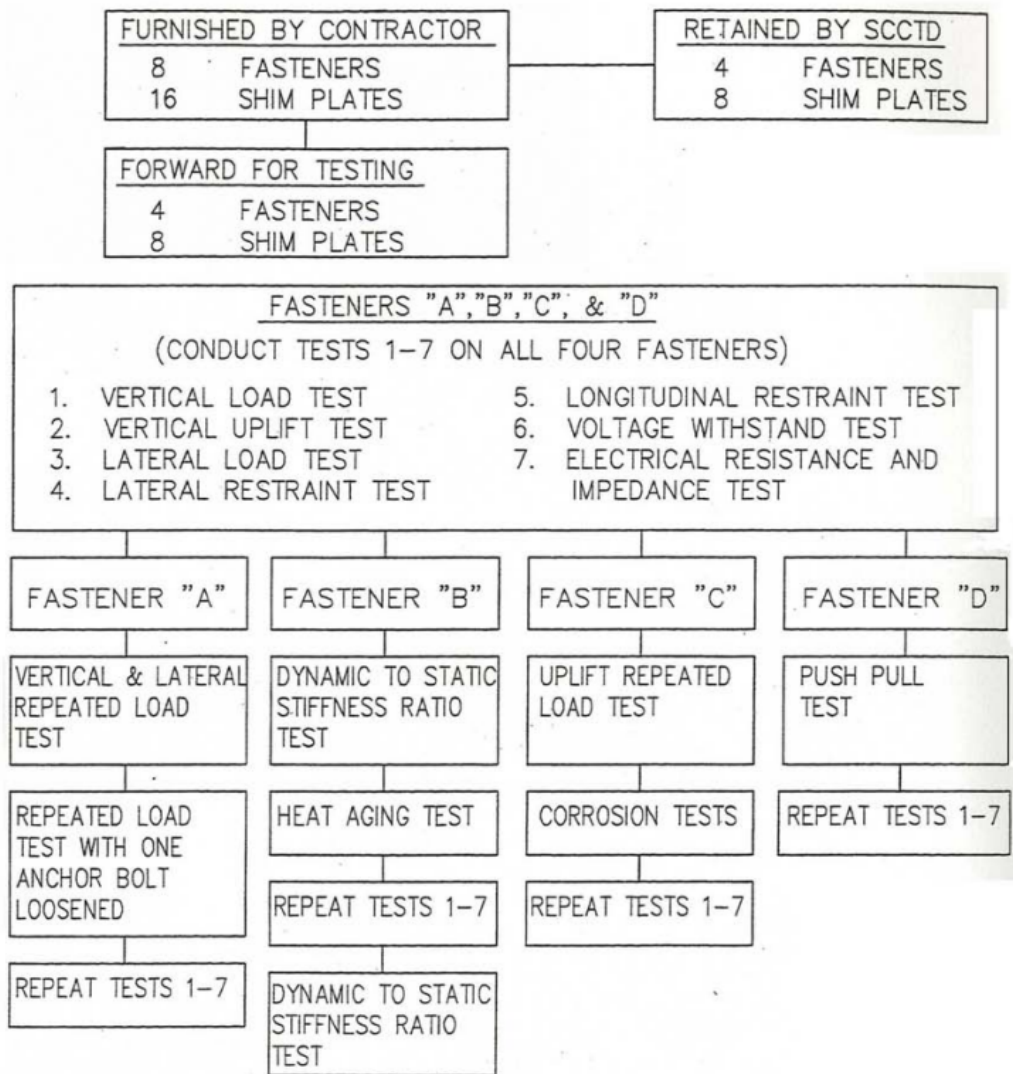 FURNISHED BY CONTRACTOR
8 FASTENERS
16 SHIM PLATES
RETAINED BY SCCTD
4 FASTENERS
8 SHIM PLATES
FORWARD FOR TESTING
4 FASTENERS
8 SHIM PLATES
FASTENERS "A","B","C", & "D"
(CONDUCT TESTS 1-7 ON ALL FOUR FASTENERS)
1. VERTICAL LOAD TEST
2. VERTICAL UPLIFT TEST
3. LATERAL LOAD TEST
4. LATERAL RESTRAINT TEST
5. LONGITUDINAL RESTRAINT TEST
6. VOLTAGE WITHSTAND TEST
7. ELECTRICAL RESISTANCE AND
IMPEDANCE TEST
FASTENER "A"
VERTICAL & LATERAL
REPEATED LOAD
TEST
REPEATED LOAD
TEST WITH ONE
ANCHOR BOLT
LOOSENED
REPEAT TESTS 1-7
FASTENER "B"
DYNAMIC TO STATIC
STIFFNESS RATIO
TEST
HEAT AGING TEST
REPEAT TESTS 1-7
DYNAMIC TO STATIC
STIFFNESS RATIO
TEST
FASTENER "C"
UPLIFT REPEATED
LOAD TEST
CORROSION TESTS
REPEAT TESTS 1-7
FASTENER "D"
PUSH PULL
TEST
REPEAT TESTS 1-7